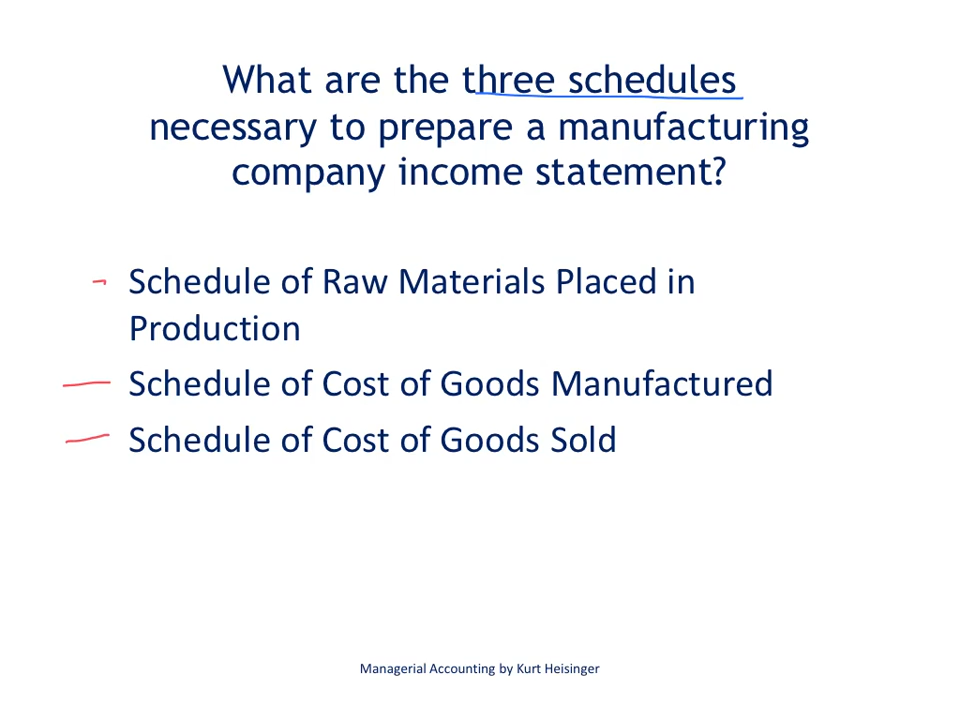 What are the three schedules
necessary to prepare a manufacturing
company income statement?
Schedule of Raw Materials Placed in
Production
Schedule of Cost of Goods Manufactured
Schedule of Cost of Goods Sold
Managerial Accounting by Kurt Heisinger